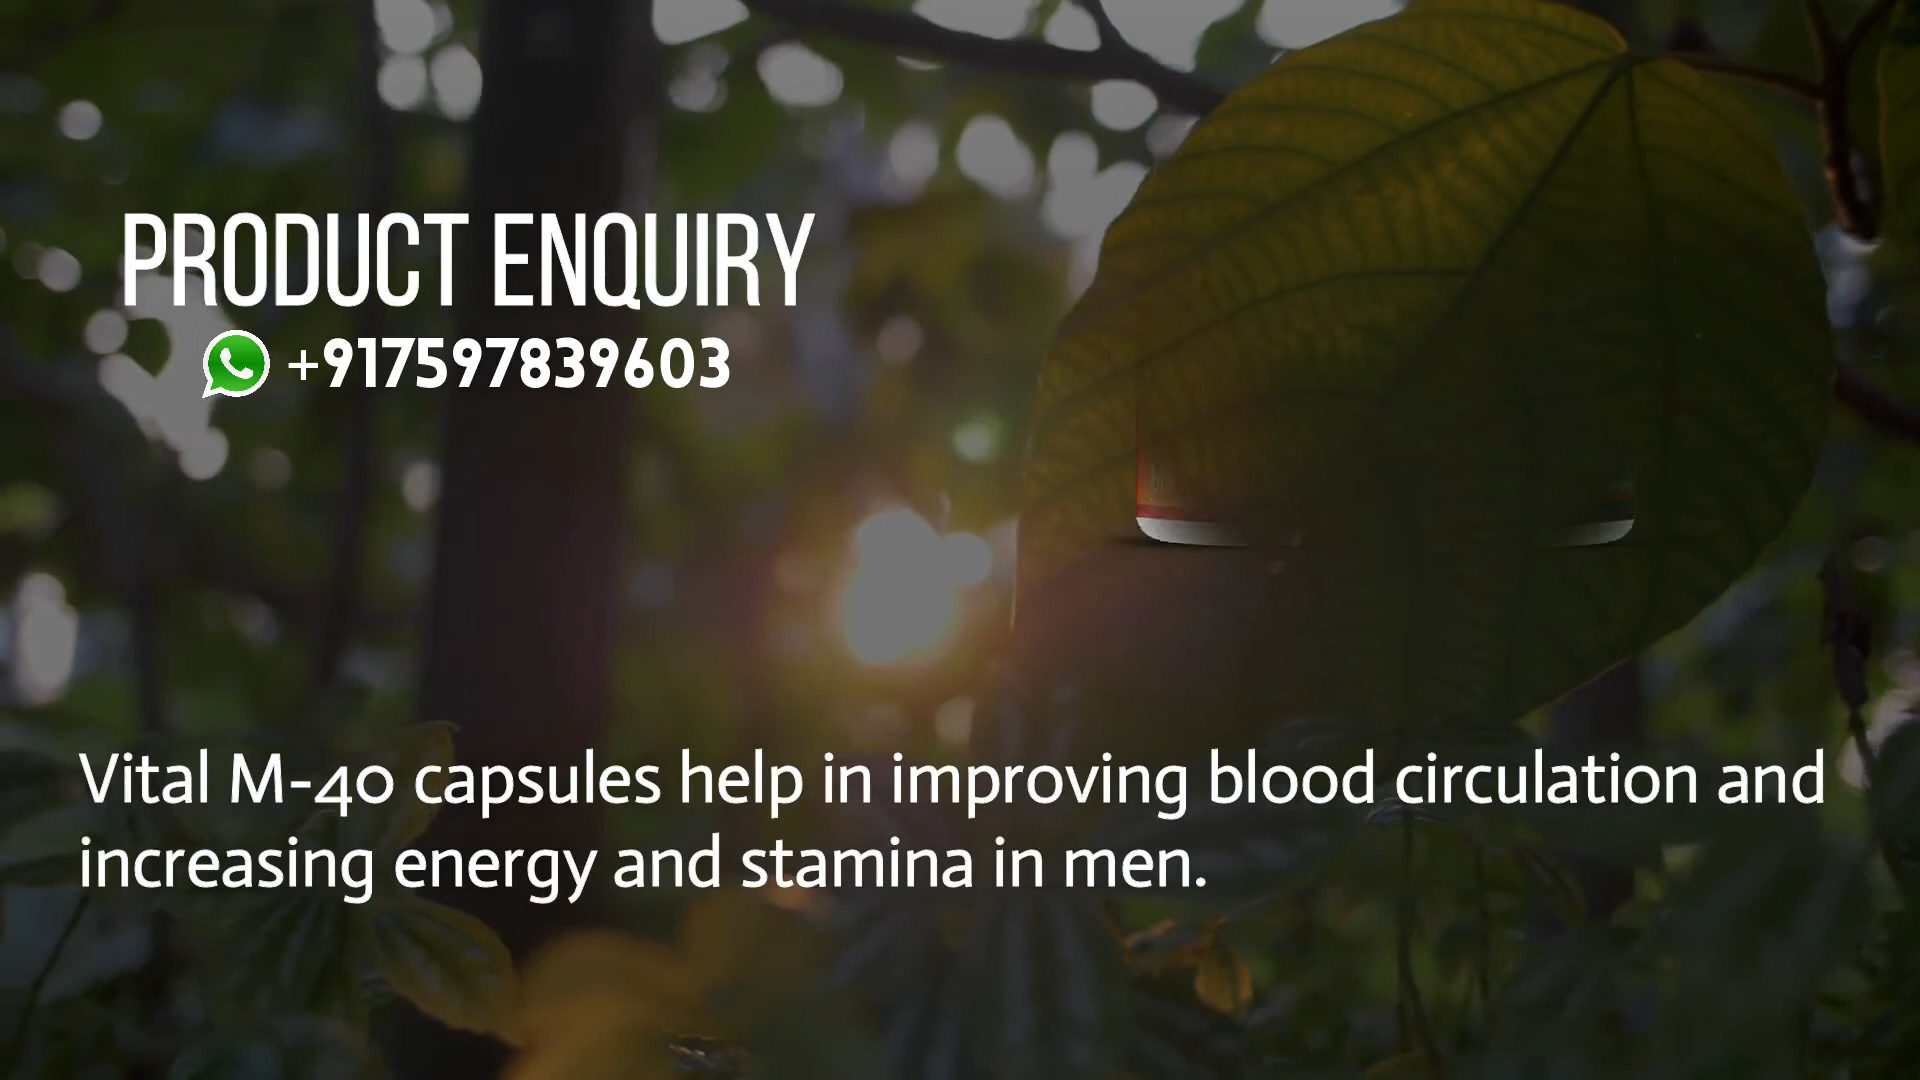 PRODUCT ENQUIRY
+917597839603
Vital M-40 capsules help in improving blood circulation and
increasing energy and stamina in men.